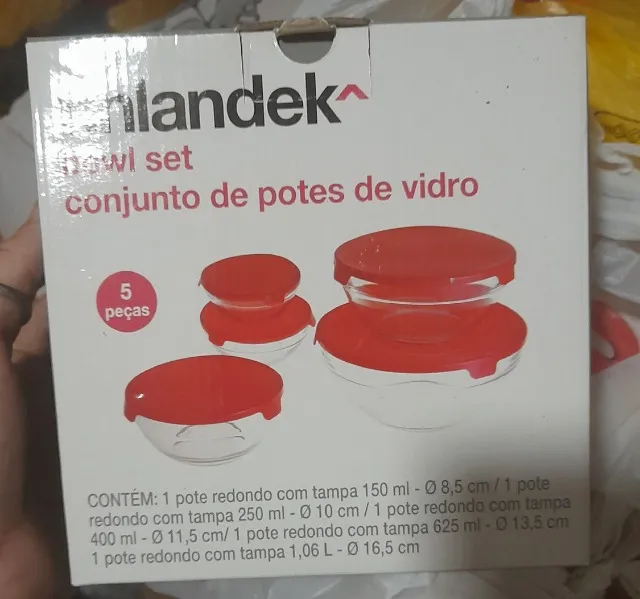 nlandek^
bowl set
conjunto de potes de vidro
5
peças
CONTÉM: 1 pote redondo com tampa 150 ml - Ø 8,5 cm / 1 pote
redondo com tampa 250 ml - Ø 10 cm / 1 pote redondo com tampa
400 ml - Ø 11,5 cm/ 1 pote redondo com tampa 625 ml - Ø 13,5 cm
1 pote redondo com tampa 1,06 L - Ø 16,5 cm